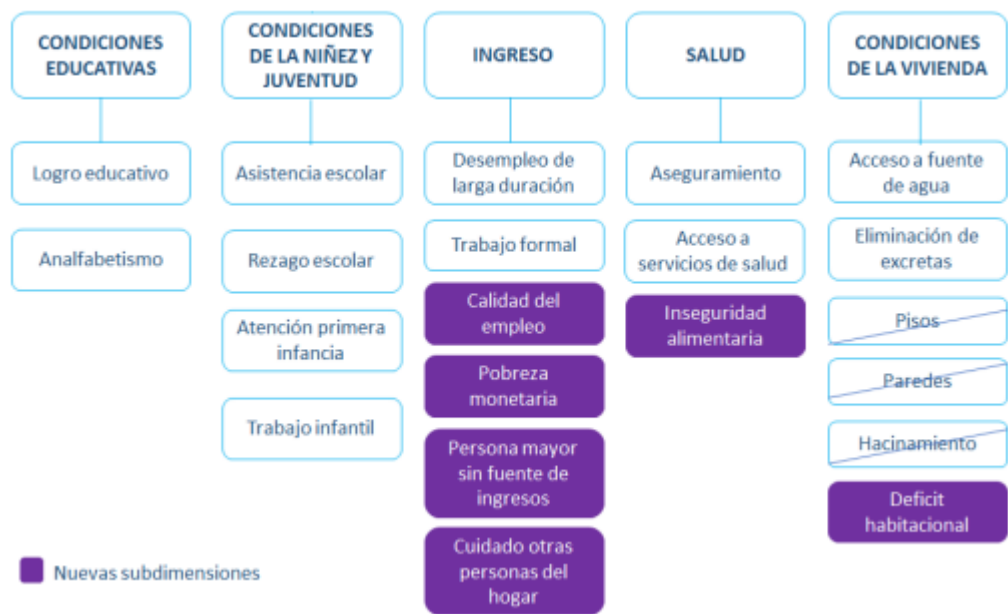 CONDICIONES
EDUCATIVAS
Logro educativo
Analfabetismo
CONDICIONES
DE LA NIÑEZ Y
JUVENTUD
Asistencia escolar
Rezago escolar
Atención primera
infancia
Trabajo infantil
INGRESO
Desempleo de
larga duración
Trabajo formal
Calidad del
empleo
Pobreza
monetaria
Persona mayor
sin fuente de
ingresos
Cuidado otras
personas del
hogar
SALUD
Aseguramiento
Acceso a
servicios de salud
Inseguridad
alimentaria
CONDICIONES
DE LA VIVIENDA
Acceso a fuente
de agua
Eliminación de
excretas
Pisos
Paredes
Hacinamiento
Deficit
habitacional
Nuevas subdimensiones